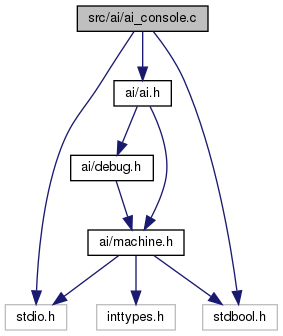 src/ai/ai_console.c
ai/ai.h
ai/debug.h
ai/machine.h
stdio.h
inttypes.h
stdbool.h